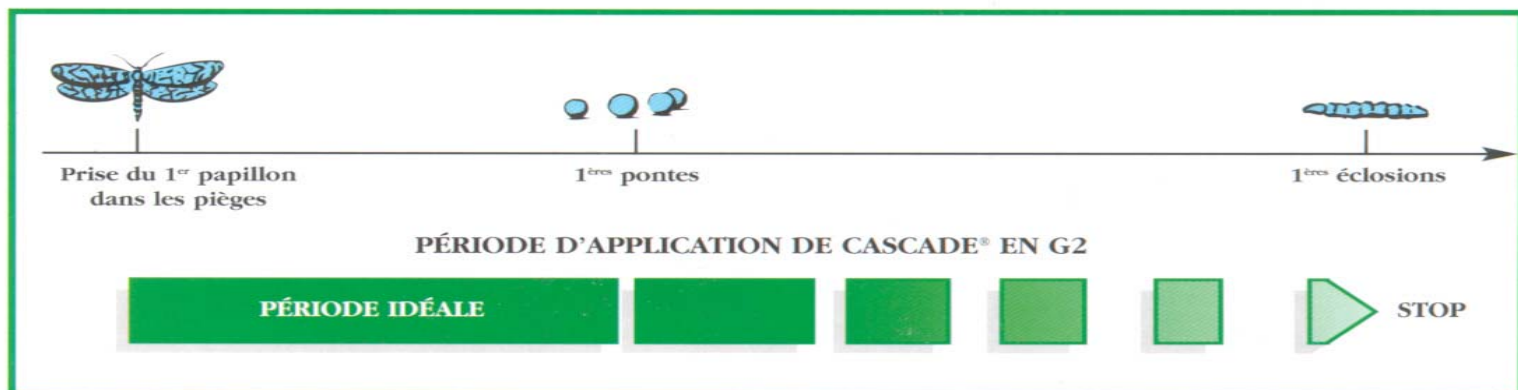 Prise du 1er papillon
dans les pièges
1ères pontes
1ères éclosions
PÉRIODE D'APPLICATION DE CASCADE® EN G2
PÉRIODE IDÉALE
STOP